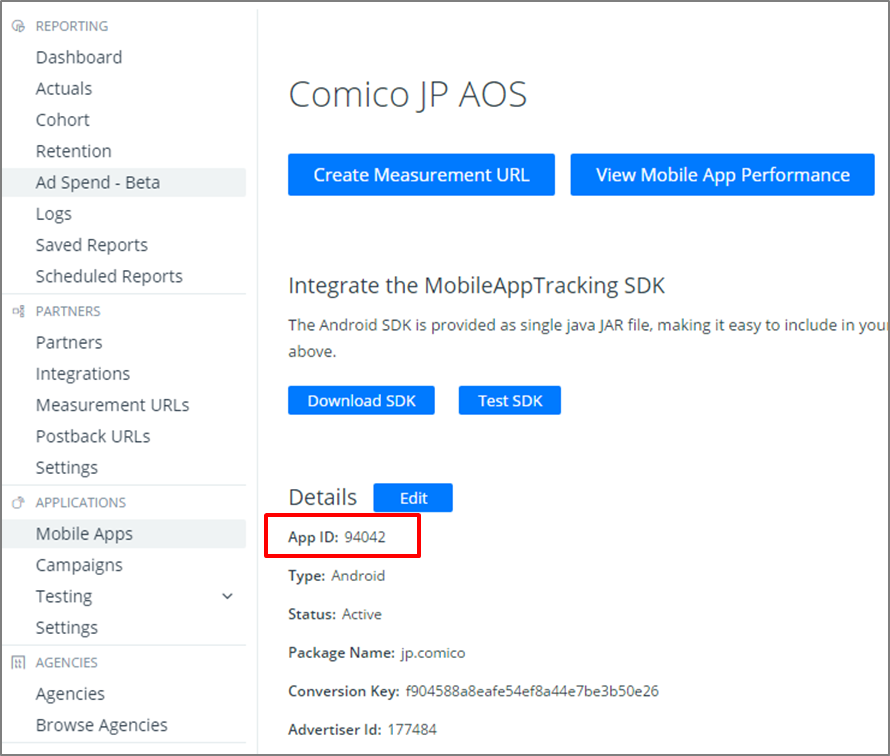 REPORTING
Dashboard
Actuals
Cohort
Retention
Ad Spend - Beta
Logs
Saved Reports
Scheduled Reports
PARTNERS
Partners
Integrations
Measurement URLs
Postback URLs
Settings
APPLICATIONS
Mobile Apps
Campaigns
Testing
Settings
AGENCIES
Agencies
Browse Agencies
Comico JP AOS
Create Measurement URL
View Mobile App Performance
Integrate the MobileAppTracking SDK
The Android SDK is provided as single java JAR file, making it easy to include in your
above.
Download SDK
Test SDK
Details
Edit
App ID: 94042
Type: Android
Status: Active
Package Name: jp.comico
Conversion Key: f904588a8eafe54ef8a44e7be3b50e26
Advertiser Id: 177484